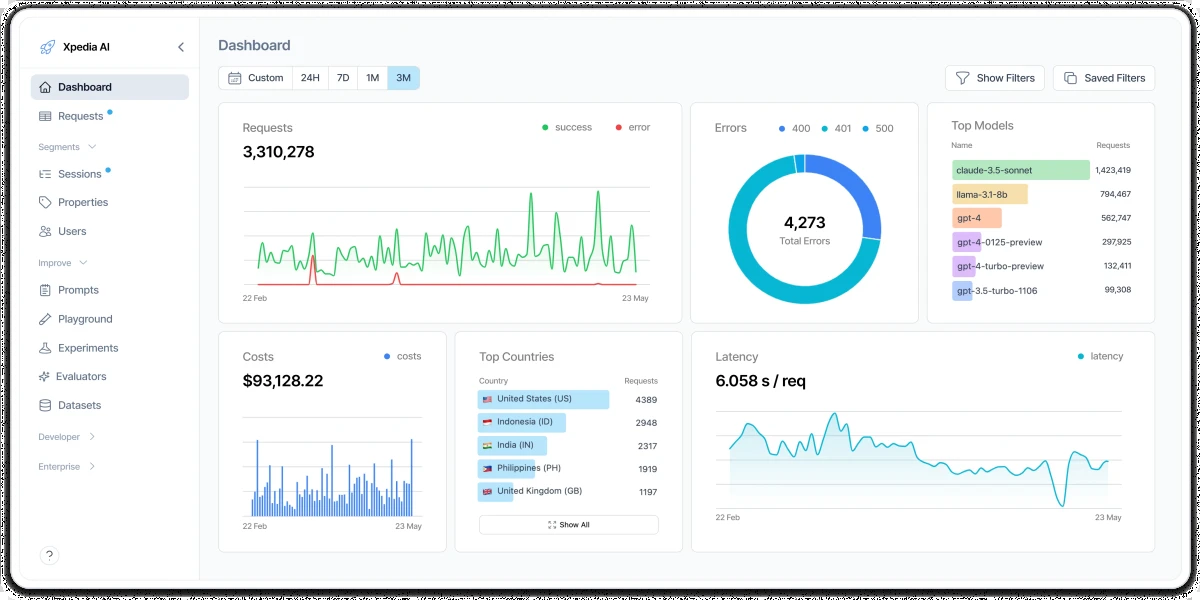 Xpedia AI
Dashboard
Requests
Segments
Sessions
Properties
Users
Improve
Prompts
Playground
Experiments
Evaluators
Datasets
Developer
Enterprise
?
Dashboard
Custom 24H 7D 1M 3M
Show Filters Saved Filters
Requests success error
3,310,278
22 Feb 23 May
Errors 400 401 500
4,273
Total Errors
Top Models
Name Requests
claude-3.5-sonnet 1,423,419
llama-3.1-8b 794,467
gpt-4 562,747
gpt-4-0125-preview 297,925
gpt-4-turbo-preview 132,411
gpt-3.5-turbo-1106 99,308
Costs costs
$93,128.22
22 Feb 23 May
Top Countries
Country Requests
United States (US) 4389
Indonesia (ID) 2948
India (IN) 2317
Philippines (PH) 1919
United Kingdom (GB) 1197
Show All
Latency latency
6.058 s / req
22 Feb 23 May